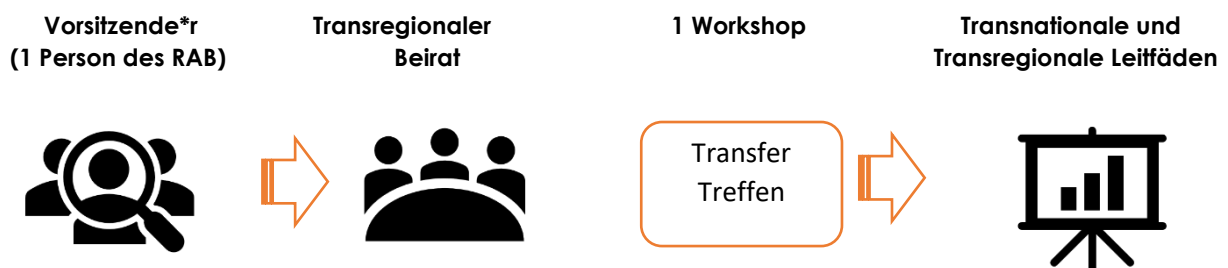 Vorsitzende*r
(1 Person des RAB)
Transregionaler
Beirat
1 Workshop
Transnationale und
Transregionale Leitfäden
Transfer
Treffen